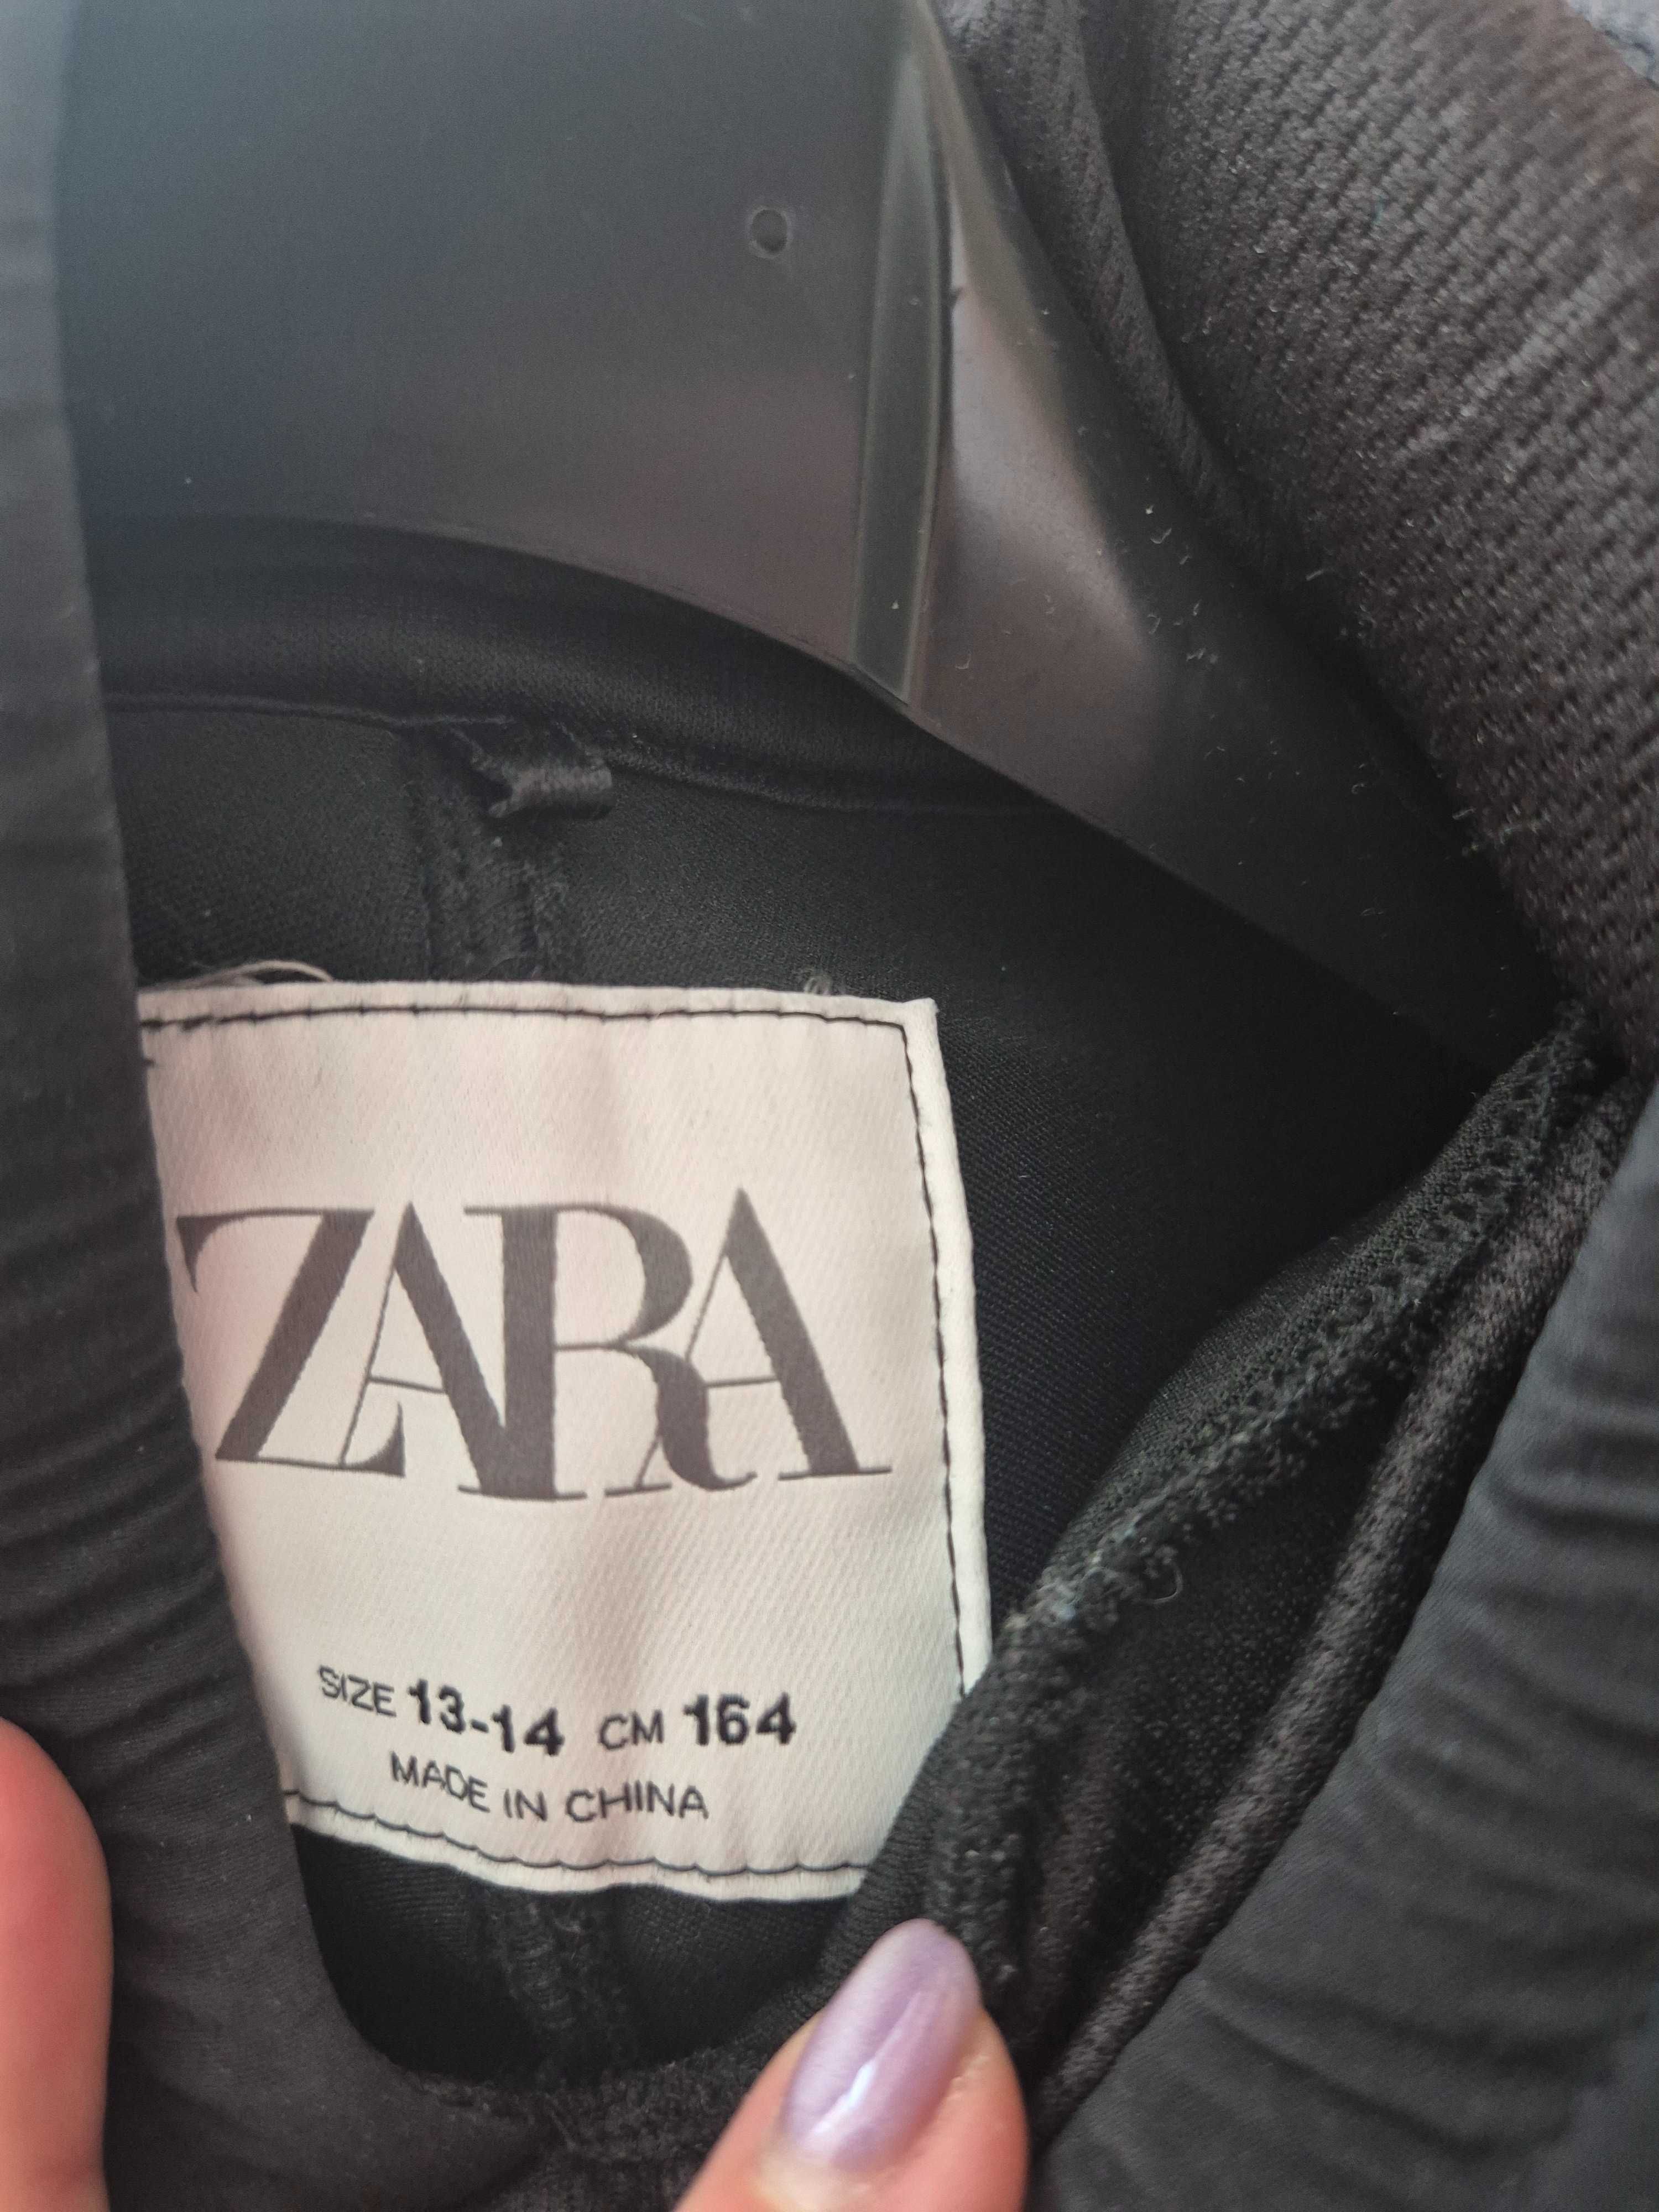 ZARA
SIZE 13-14 CM 164
MADE IN CHINA